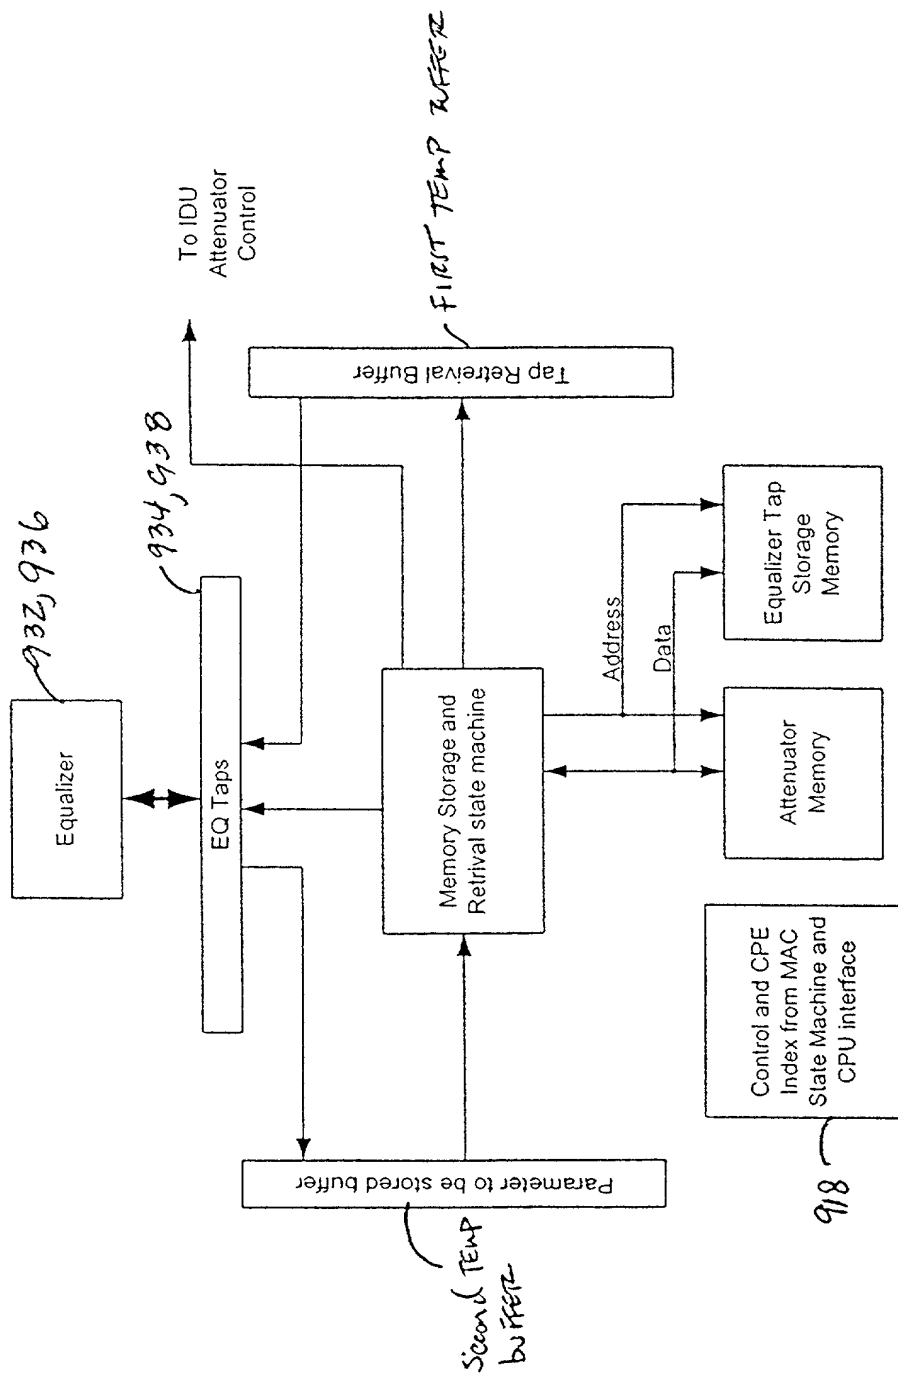 932, 936
Equalizer
934, 938
EQ Taps
To IDU
Attenuator
Control
FIRST TEMP BUFFER
Tap Retreival Buffer
Memory Storage and
Retrival state machine
Second TEMP
buFFER
Parameter to be stored buffer
Address
Data
Equalizer Tap
Storage
Memory
Attenuator
Memory
Control and CPE
Index from MAC
State Machine and
CPU interface
918